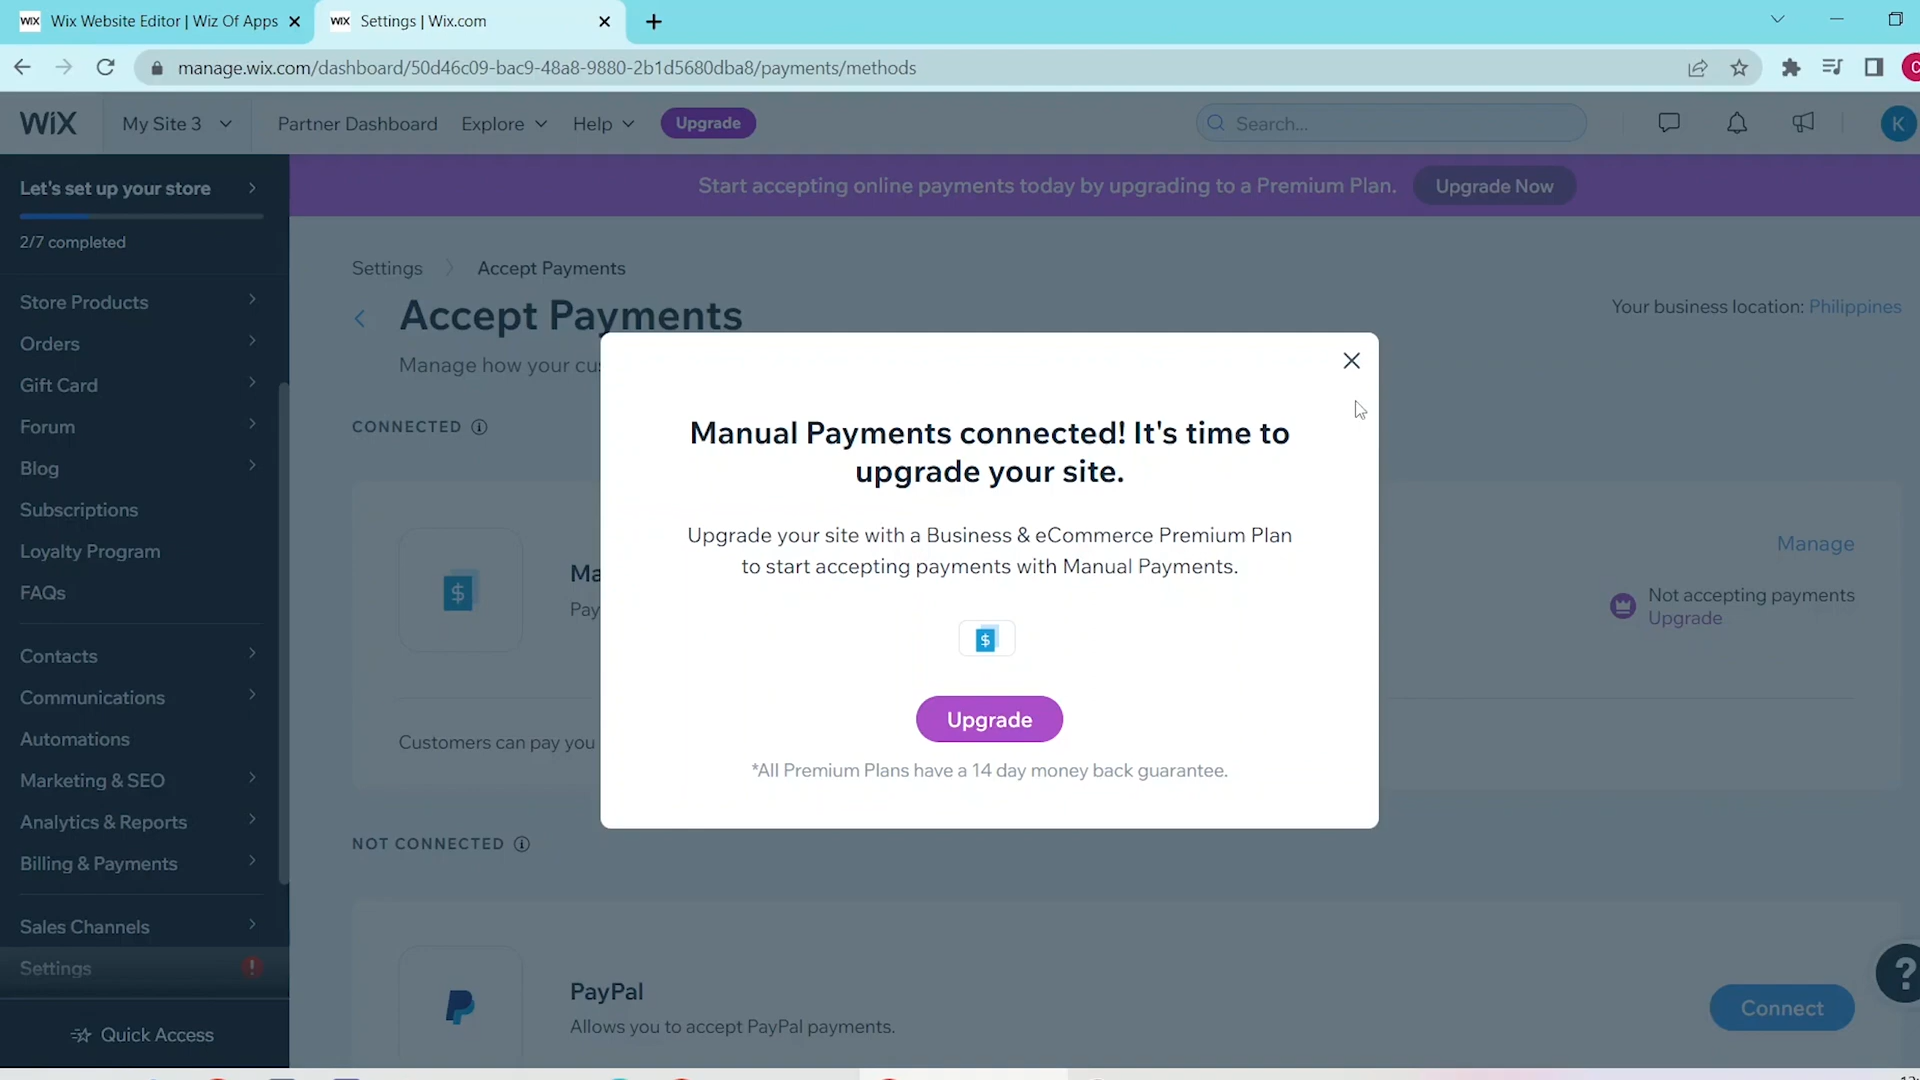 WIX Wix Website Editor | Wiz Of Apps
WIX Settings | Wix.com
manage.wix.com/dashboard/50d46c09-bac9-48a8-9880-2b1d5680dba8/payments/methods
WIX My Site 3 Partner Dashboard Explore Help Upgrade Search... K
Let's set up your store
2/7 completed
Store Products
Orders
Gift Card
Forum
Blog
Subscriptions
Loyalty Program
FAQs
Contacts
Communications
Automations
Marketing & SEO
Analytics & Reports
Billing & Payments
Sales Channels
Settings
Quick Access
Start accepting online payments today by upgrading to a Premium Plan. Upgrade Now
Settings Accept Payments
Accept Payments
Your business location: Philippines
Manage how your cus
CONNECTED
Ma
Pay
Manage
Not accepting payments
Upgrade
Customers can pay you
Manual Payments connected! It's time to
upgrade your site.
Upgrade your site with a Business & eCommerce Premium Plan
to start accepting payments with Manual Payments.
$
Upgrade
*All Premium Plans have a 14 day money back guarantee.
NOT CONNECTED
PayPal
Allows you to accept PayPal payments.
Connect
?